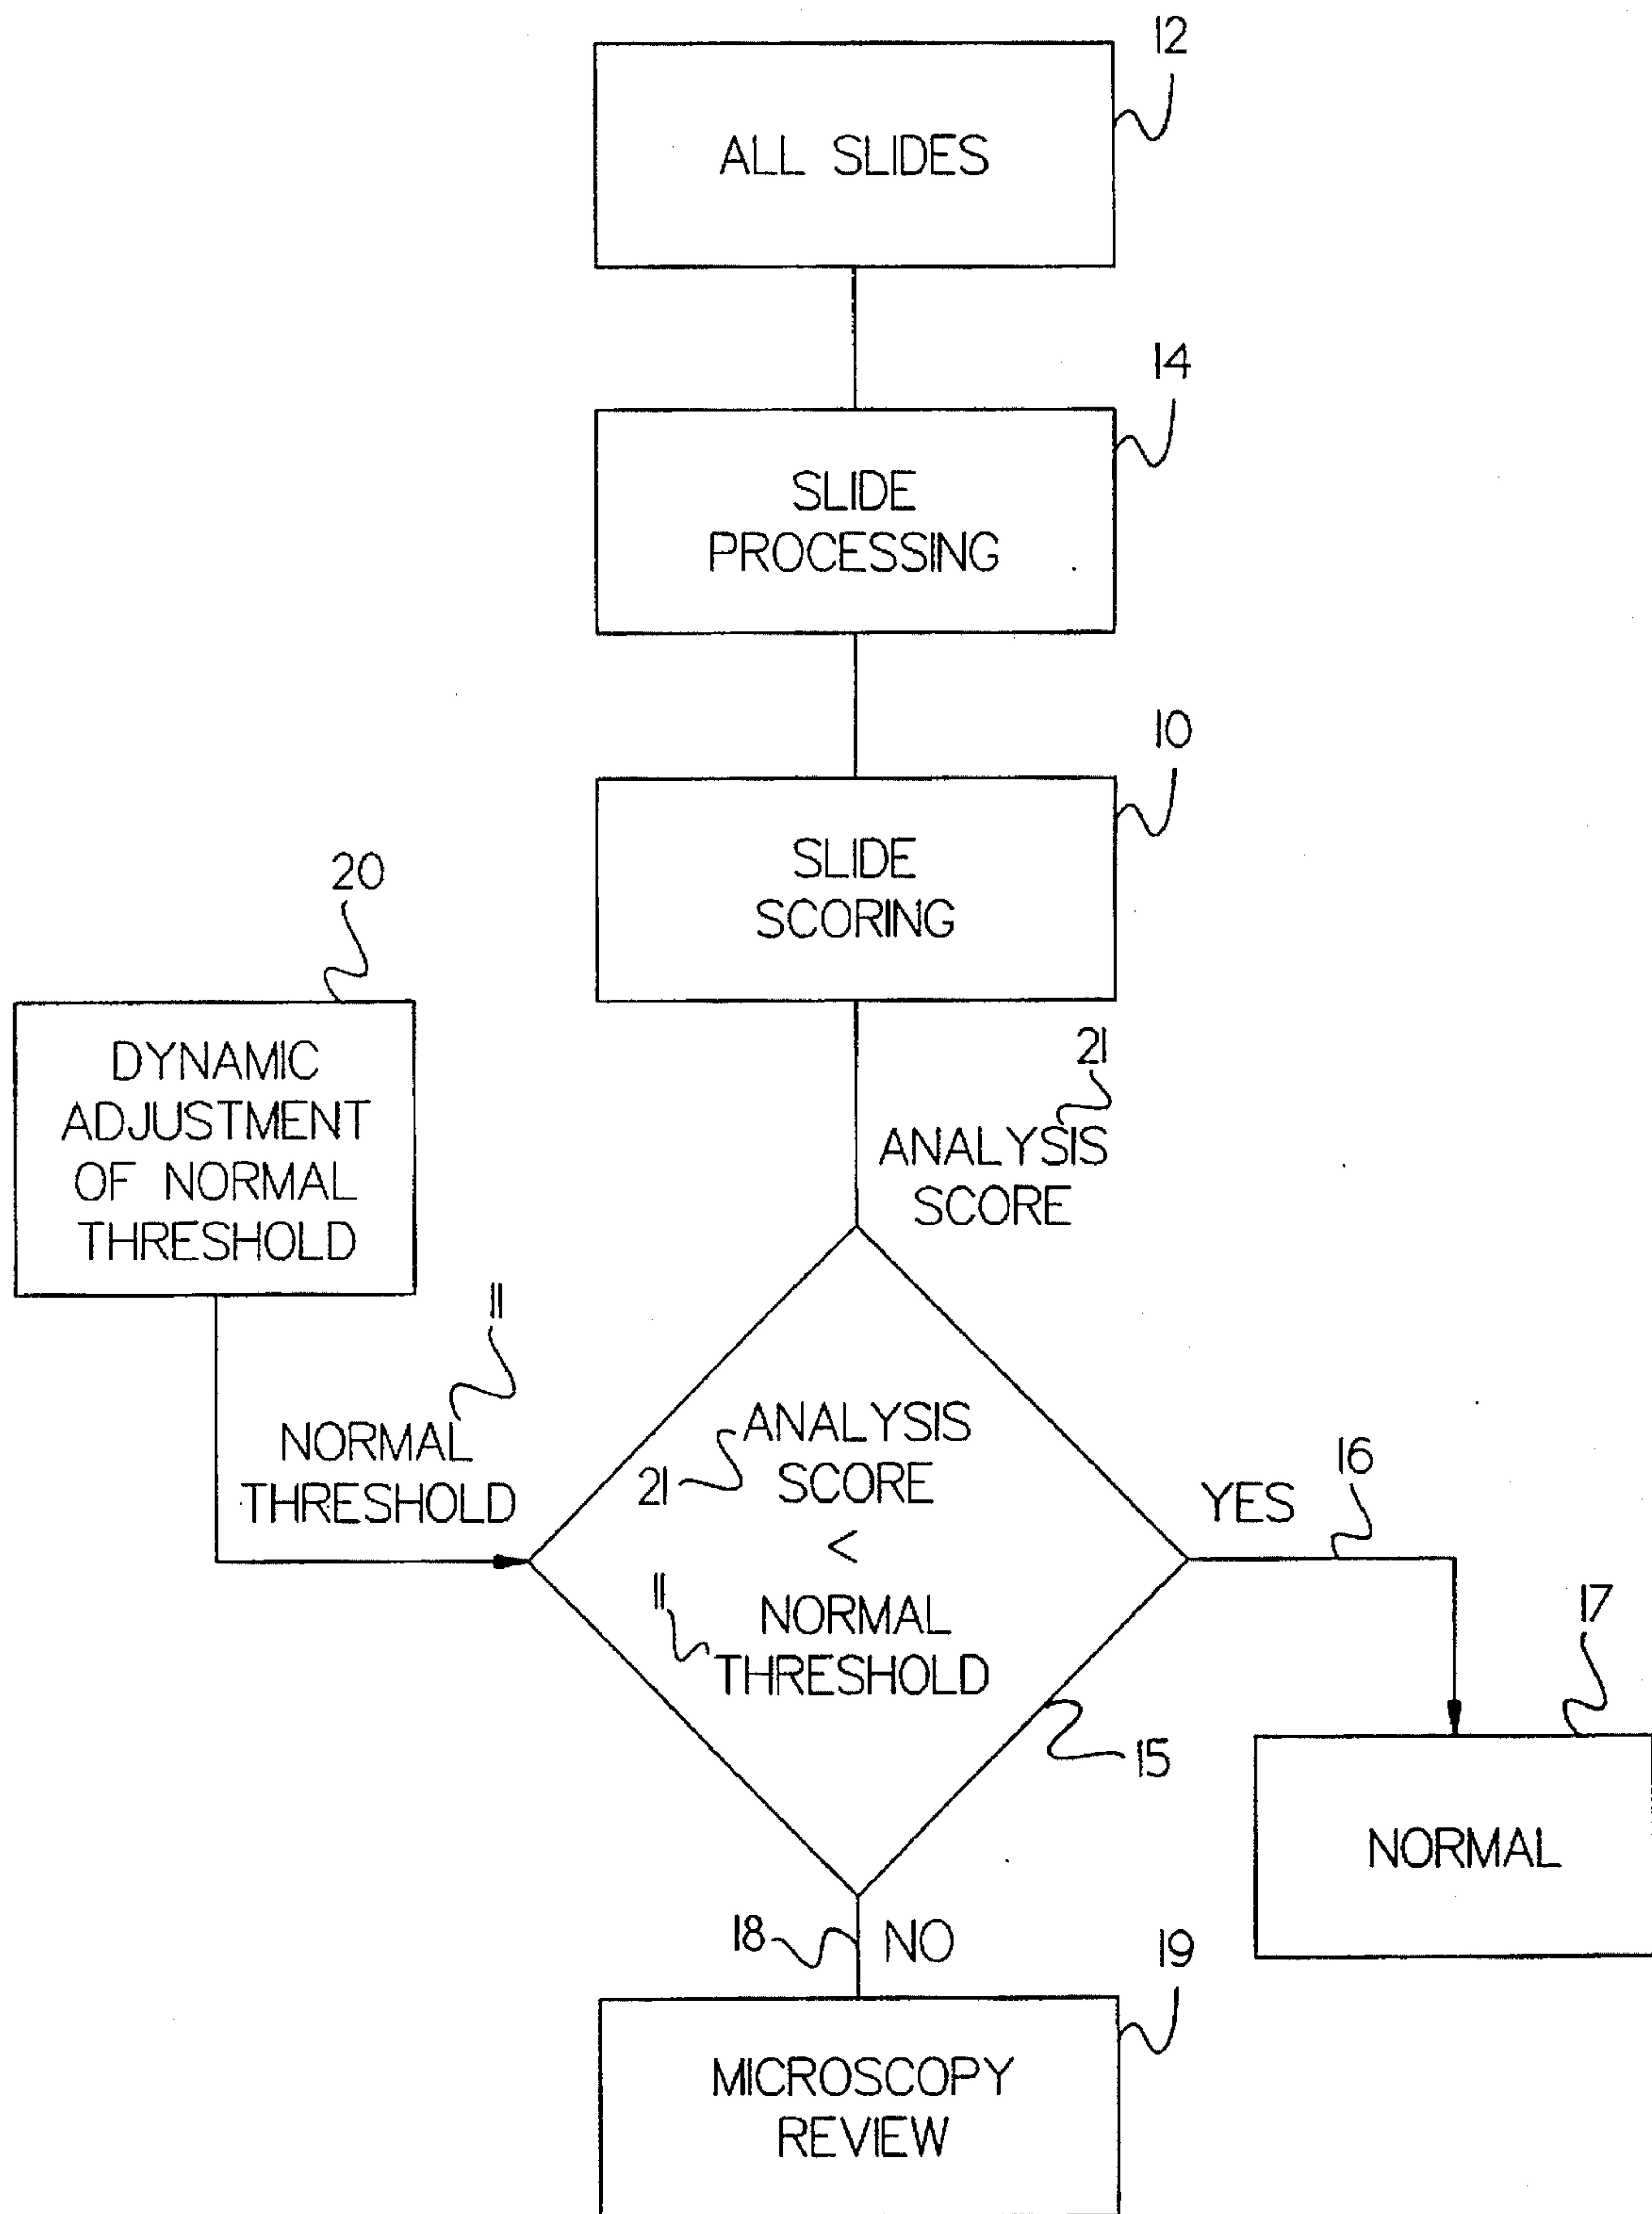 12
ALL SLIDES
14
SLIDE
PROCESSING
10
SLIDE
SCORING
20
DYNAMIC
ADJUSTMENT
OF NORMAL
THRESHOLD
21
ANALYSIS
SCORE
11
NORMAL
THRESHOLD
ANALYSIS
21 SCORE
<
11 NORMAL
THRESHOLD
15
YES
16
17
NORMAL
18 NO
19
MICROSCOPY
REVIEW